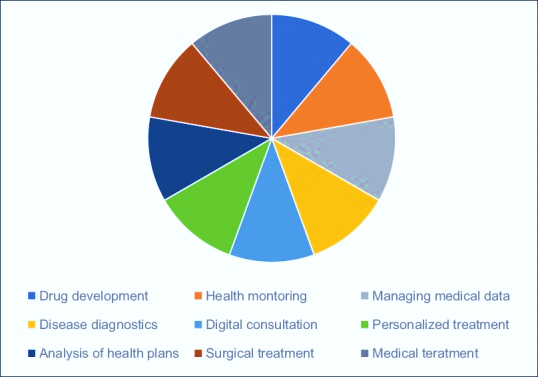 Drug development Health montoring Managing medical data
Disease diagnostics Digital consultation Personalized treatment
Analysis of health plans Surgical treatment Medical teratment